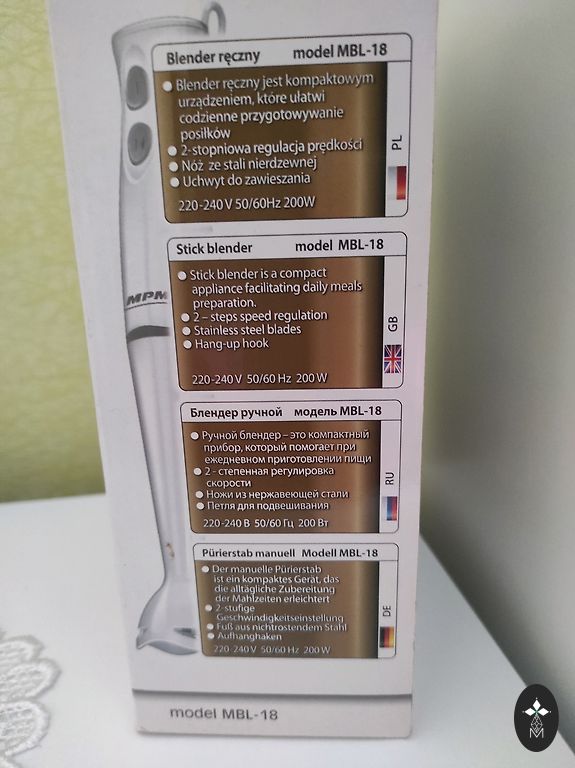 Blender ręczny model MBL-18
Blender ręczny jest kompaktowym
urządzeniem, które ułatwi
codzienne przygotowywanie
posiłków
2-stopniowa regulacja prędkości
Nóż ze stali nierdzewnej
Uchwyt do zawieszania
220-240 V 50/60Hz 200W
PL
Stick blender model MBL-18
Stick blender is a compact
appliance facilitating daily meals
preparation.
2 – steps speed regulation
Stainless steel blades
Hang-up hook
220-240 V 50/60 Hz 200 W
GB
MPM
Блендер ручной модель MBL-18
Ручной блендер – это компактный
прибор, который помогает при
ежедневном приготовлении пищи
2 - степенная регулировка
скорости
Ножи из нержавеющей стали
Петля для подвешивания
220-240 В 50/60 Гц 200 Вт
RU
Pürierstab manuell Modell MBL-18
Der manuelle Pürierstab
ist ein kompaktes Gerät, das
die alltägliche Zubereitung
der Mahlzeiten erleichtert
2-stufige
Geschwindigkeitseinstellung
Fuß aus nichtrostendem Stahl
Aufhanghaken
220-240 V 50/60 Hz 200 W
DE
model MBL-18
M